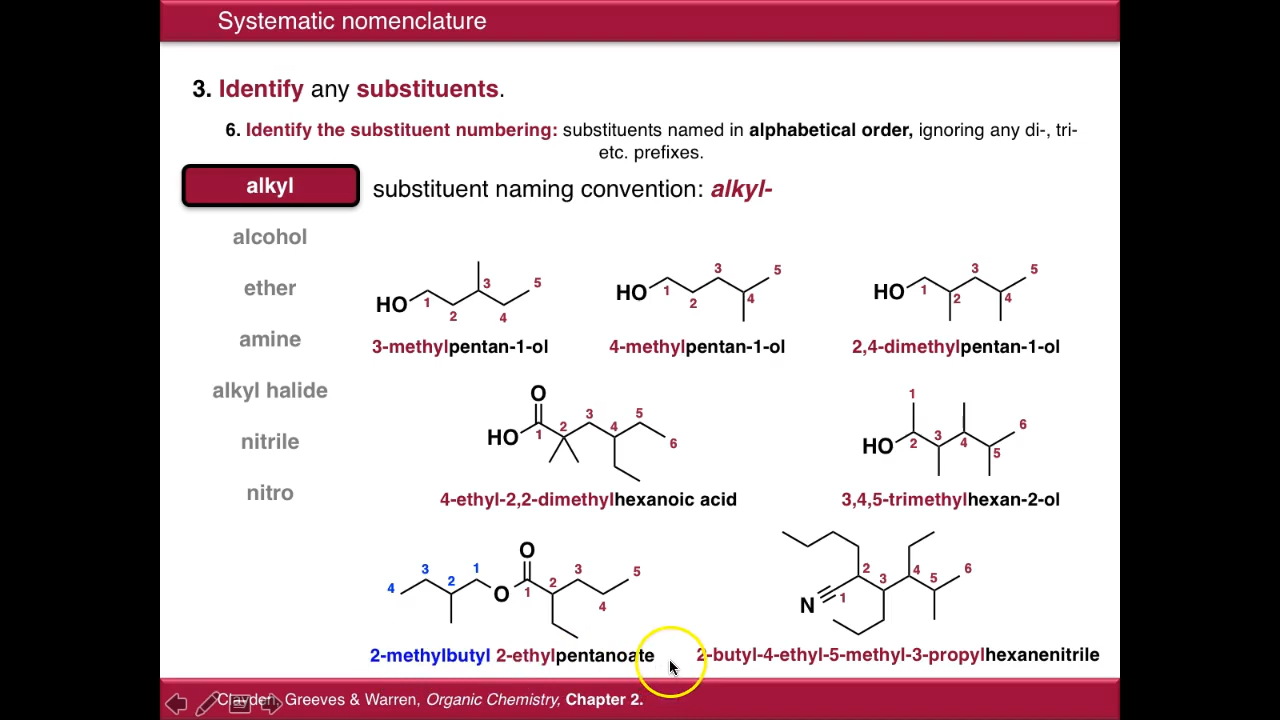 Systematic nomenclature
3. Identify any substituents.
6. Identify the substituent numbering: substituents named in alphabetical order, ignoring any di-, tri-
etc. prefixes.
alkyl
substituent naming convention: alkyl-
alcohol
ether
amine
alkyl halide
nitrile
nitro
HO 1 2 3 4 5
3-methylpentan-1-ol
HO 1 2 3 4 5
4-methylpentan-1-ol
HO 1 2 3 4 5
2,4-dimethylpentan-1-ol
O
HO 1 2 3 4 5 6
4-ethyl-2,2-dimethylhexanoic acid
1
HO 2 3 4 5 6
3,4,5-trimethylhexan-2-ol
O
4 3 2 1 O 1 2 3 4 5
2-methylbutyl 2-ethylpentanoate
N 1 2 3 4 5 6
2-butyl-4-ethyl-5-methyl-3-propylhexanenitrile
Clayden, Greeves & Warren, Organic Chemistry, Chapter 2.